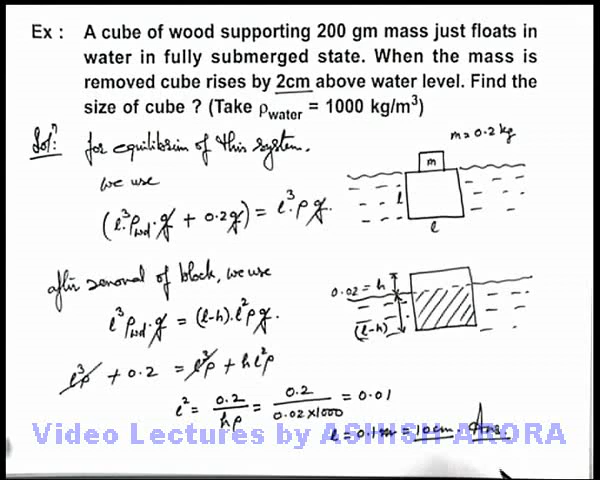 Ex : A cube of wood supporting 200 gm mass just floats in
water in fully submerged state. When the mass is
removed cube rises by 2cm above water level. Find the
size of cube ? (Take ρwater = 1000 kg/m³)
Solⁿ: for equilibrium of this system,
we use
(l³ρwd.g + 0.2g) = l³.ρg.
m = 0.2 kg
m
l
l
after removal of block, we use
l³ρwd.g = (l-h).l²ρg.
0.02 = h
(l-h)
l³ρ + 0.2 = l³ρ + hl²ρ
l² = 0.2/hρ = 0.2/0.02×1000 = 0.01
l = 0.1m = 10cm. Ans.
Video Lectures by ASHISH ARORA